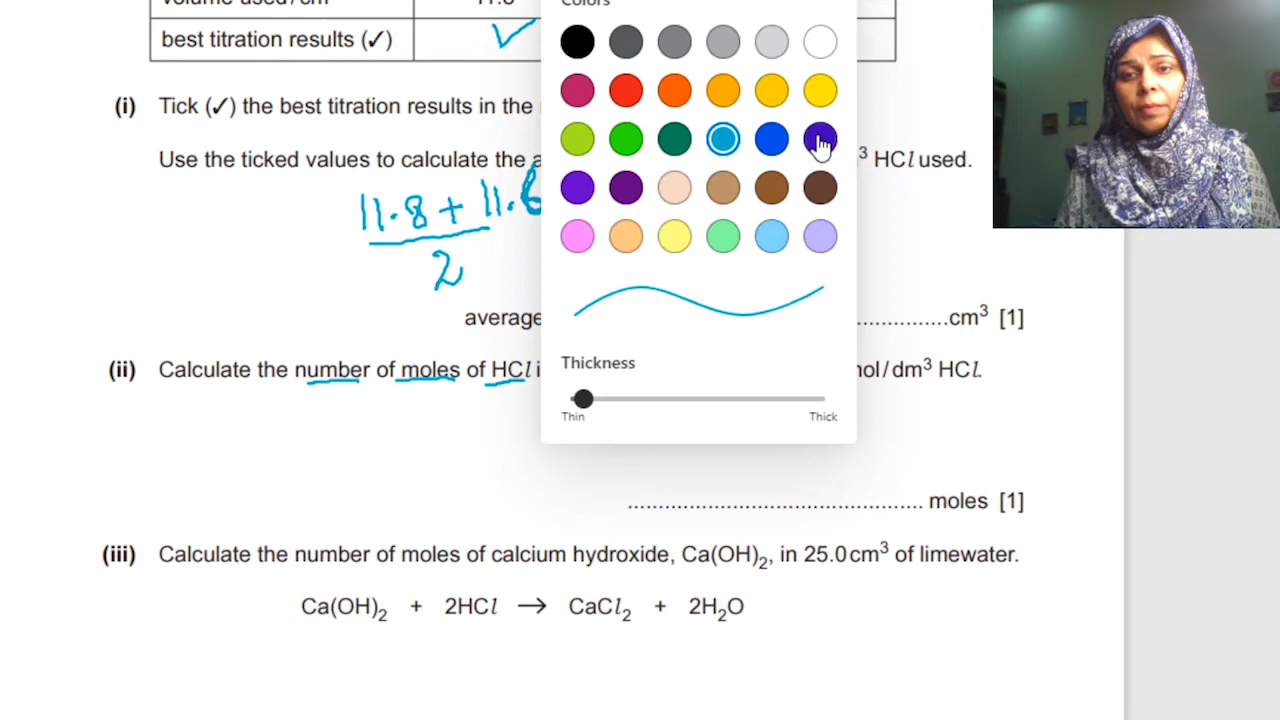 best titration results (✓)
Colors
(i) Tick (✓) the best titration results in the
Use the ticked values to calculate the a
3 HCl used.
11.8 + 11.6
2
average
cm3 [1]
(ii) Calculate the number of moles of HCl i
mol/dm3 HCl.
Thickness
Thin
Thick
moles [1]
(iii) Calculate the number of moles of calcium hydroxide, Ca(OH)2, in 25.0 cm3 of limewater.
Ca(OH)2 + 2HCl → CaCl2 + 2H2O